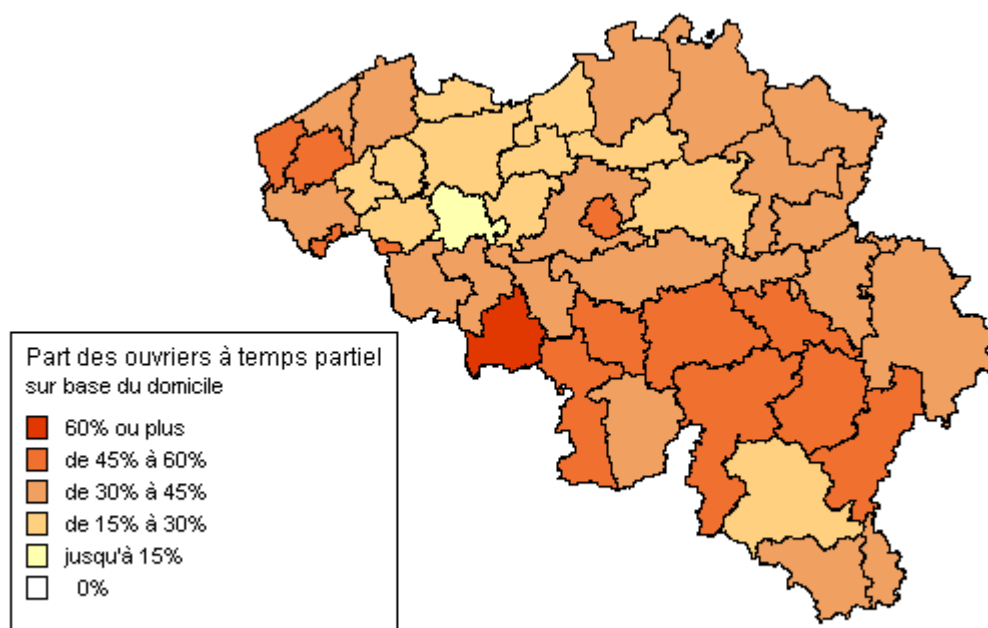 Part des ouvriers à temps partiel
sur base du domicile
60% ou plus
de 45% à 60%
de 30% à 45%
de 15% à 30%
jusqu'à 15%
0%